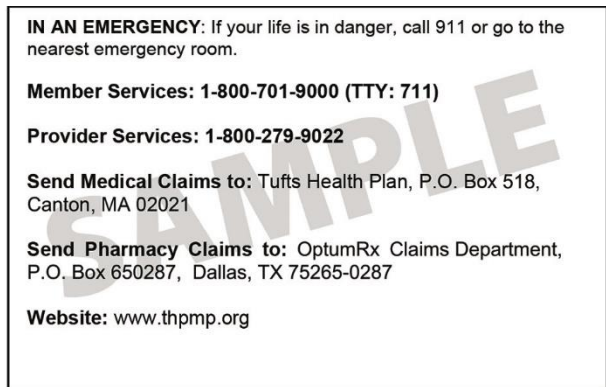 IN AN EMERGENCY: If your life is in danger, call 911 or go to the
nearest emergency room.
Member Services: 1-800-701-9000 (TTY: 711)
Provider Services: 1-800-279-9022
Send Medical Claims to: Tufts Health Plan, P.O. Box 518,
Canton, MA 02021
Send Pharmacy Claims to: OptumRx Claims Department,
P.O. Box 650287, Dallas, TX 75265-0287
Website: www.thpmp.org
SAMPLE